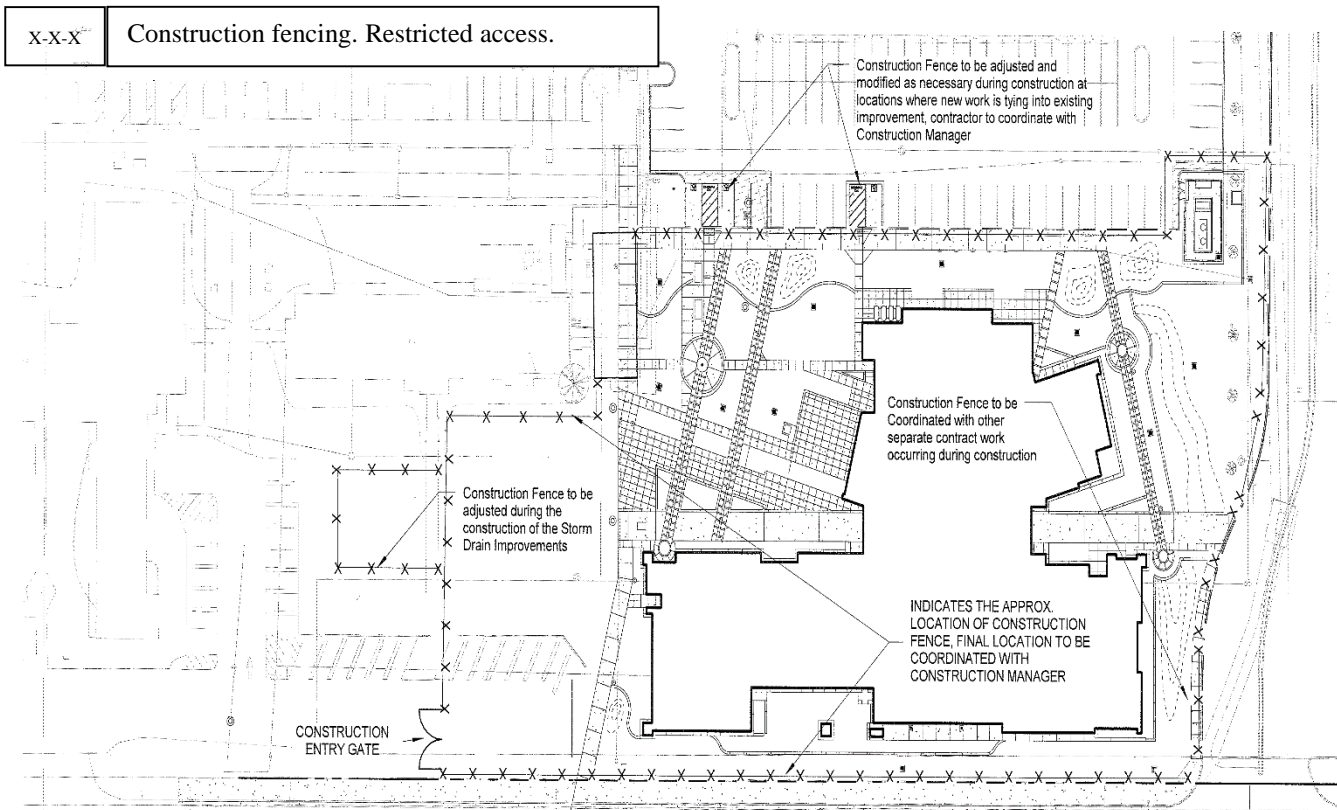 X-X-X
Construction fencing. Restricted access.
Construction Fence to be adjusted and
modified as necessary during construction at
locations where new work is tying into existing
improvement, contractor to coordinate with
Construction Manager
Construction Fence to be
Coordinated with other
separate contract work
occurring during construction
Construction Fence to be
adjusted during the
construction of the Storm
Drain Improvements
INDICATES THE APPROX.
LOCATION OF CONSTRUCTION
FENCE, FINAL LOCATION TO BE
COORDINATED WITH
CONSTRUCTION MANAGER
CONSTRUCTION
ENTRY GATE